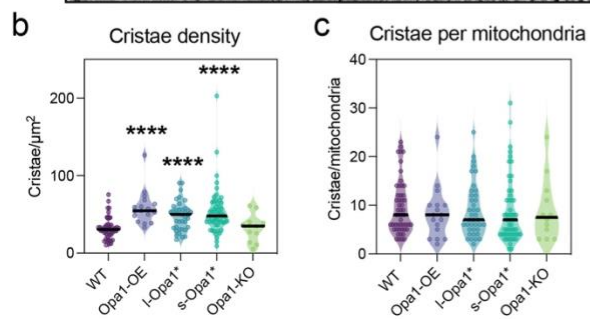 b
Cristae density
Cristae/μm²
200
100
0
****
****
****
WT
Opa1-OE
l-Opa1*
s-Opa1*
Opa1-KO
c
Cristae per mitochondria
Cristae/mitochondria
40
30
20
10
0
WT
Opa1-OE
l-Opa1*
s-Opa1*
Opa1-KO